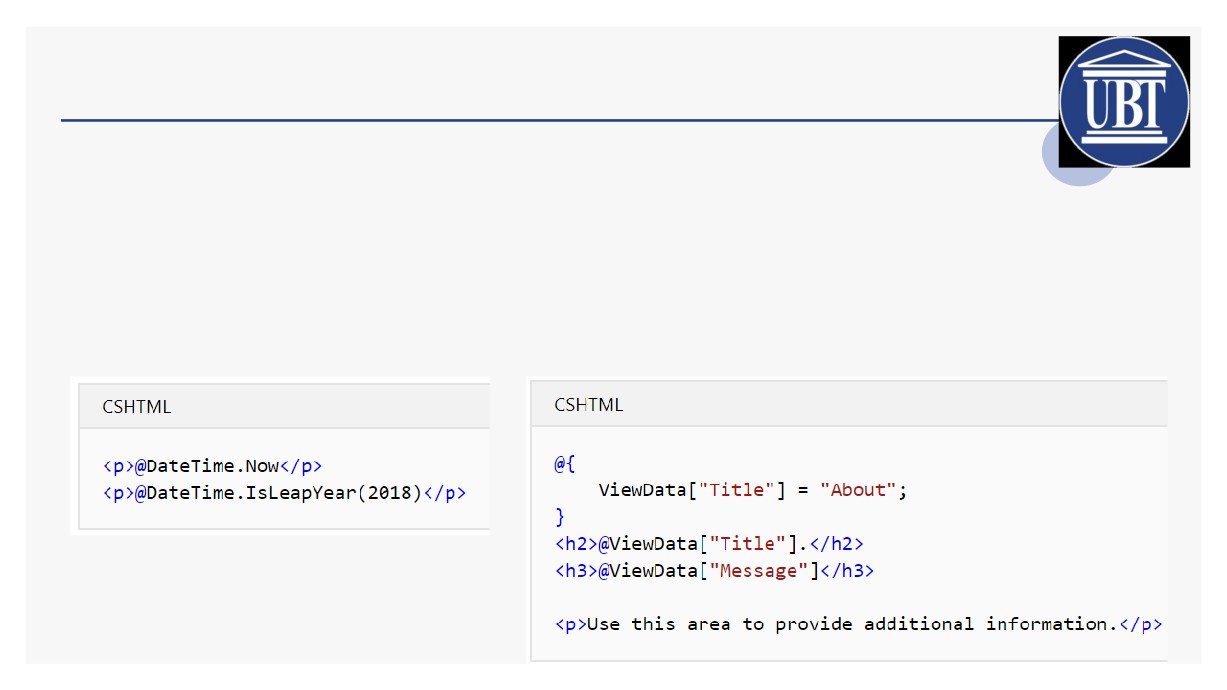 UBT
CSHTML
<p>@DateTime.Now</p>
<p>@DateTime.IsLeapYear(2018)</p>
CSHTML
@{
    ViewData["Title"] = "About";
}
<h2>@ViewData["Title"].</h2>
<h3>@ViewData["Message"]</h3>
<p>Use this area to provide additional information.</p>